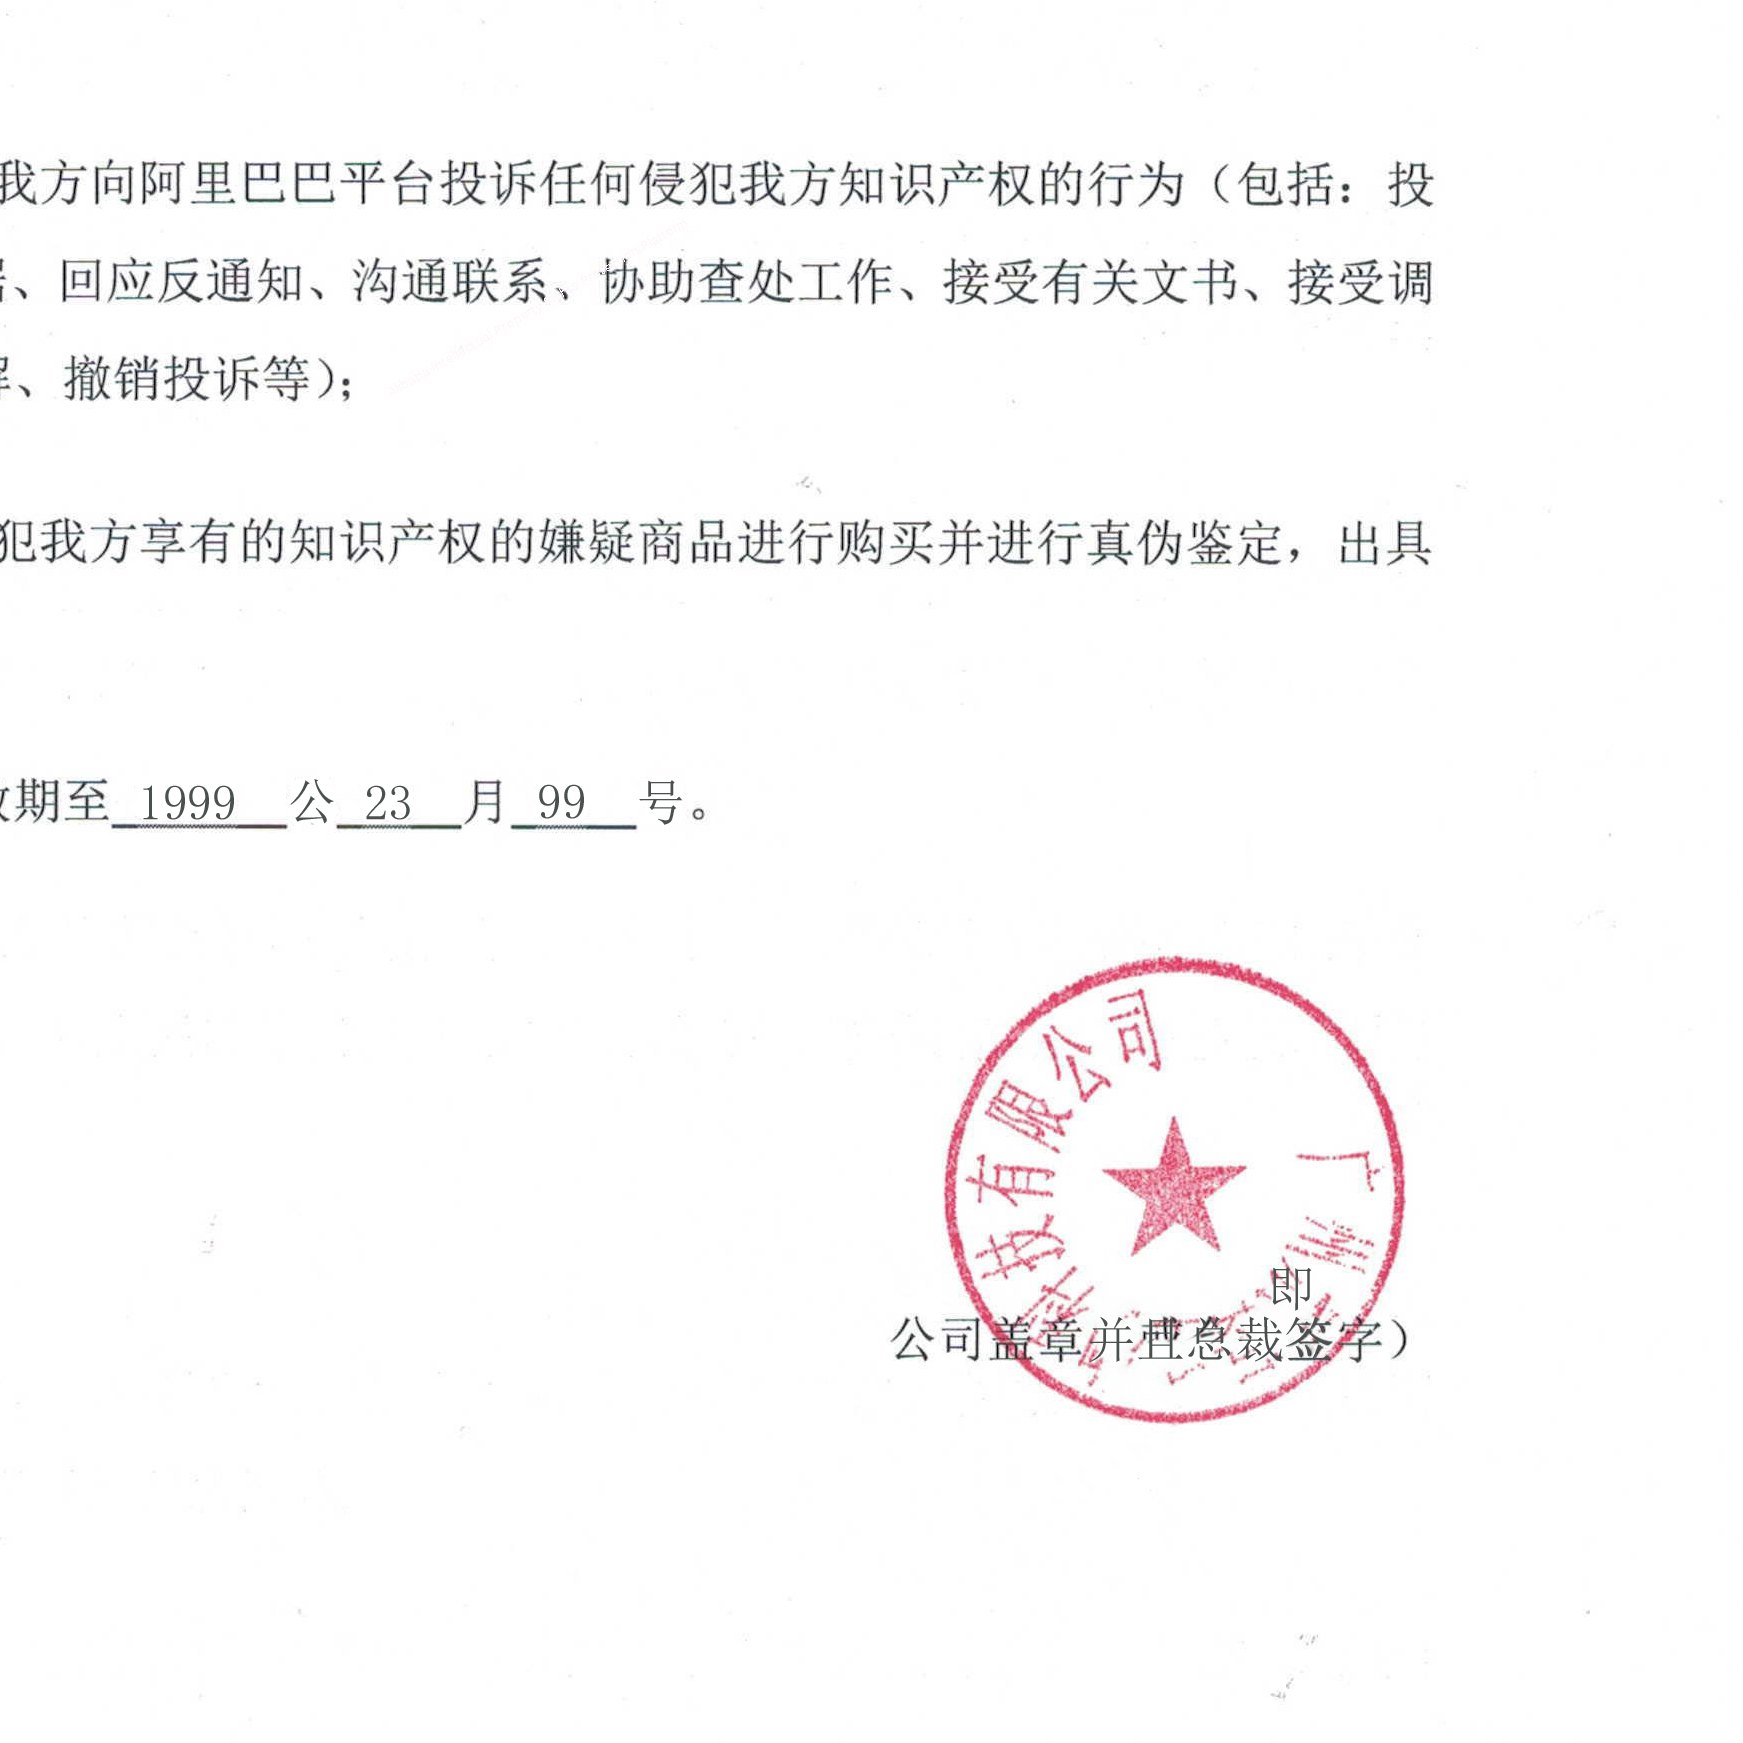 我方向阿里巴巴平台投诉任何侵犯我方知识产权的行为（包括：投
、回应反通知、沟通联系、协助查处工作、接受有关文书、接受调
、撤销投诉等）；
犯我方享有的知识产权的嫌疑商品进行购买并进行真伪鉴定，出具
期至 1999 公 23 月 99 号。
广州
科技有限公司
即
公司盖章并且总裁签字）